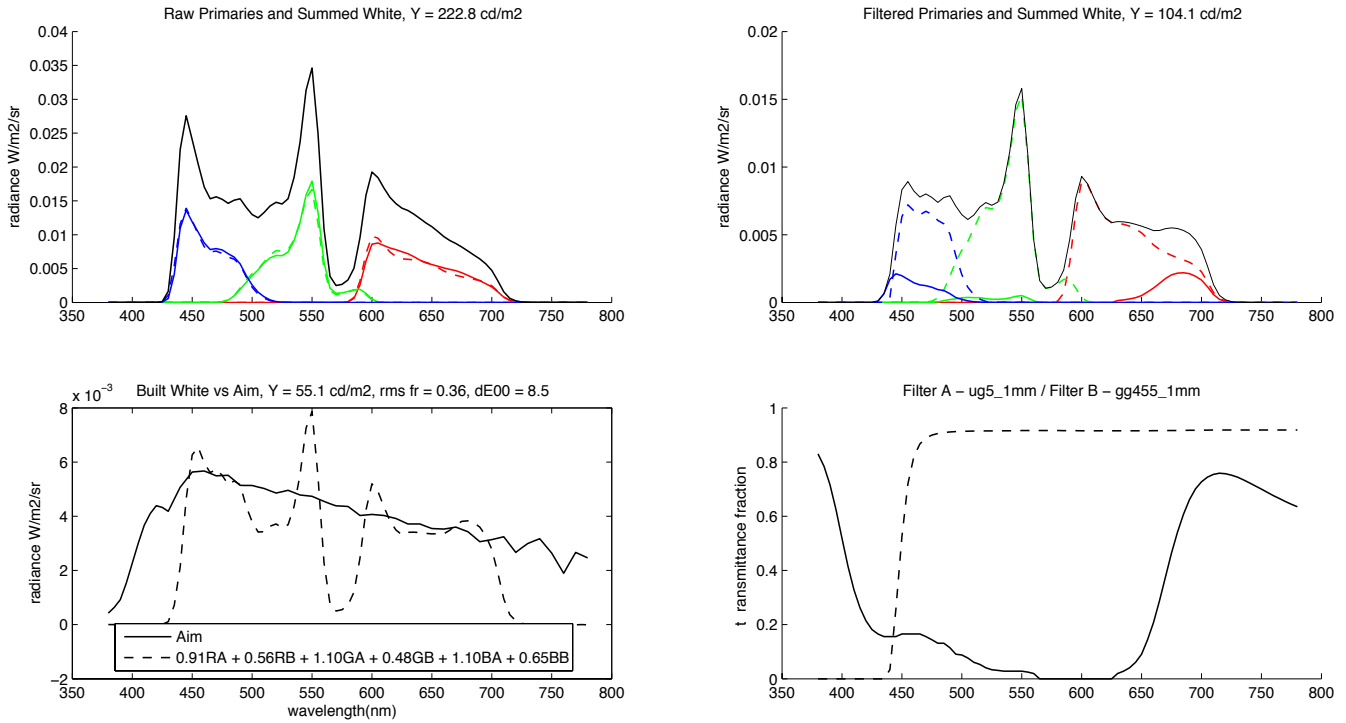 Raw Primaries and Summed White, Y = 222.8 cd/m2
0.04
0.035
0.03
0.025
0.02
0.015
0.01
0.005
0
radiance W/m2/sr
350 400 450 500 550 600 650 700 750 800
Filtered Primaries and Summed White, Y = 104.1 cd/m2
0.02
0.015
0.01
0.005
0
radiance W/m2/sr
350 400 450 500 550 600 650 700 750 800
Built White vs Aim, Y = 55.1 cd/m2, rms fr = 0.36, dE00 = 8.5
x 10⁻³
8
6
4
2
0
−2
radiance W/m2/sr
Aim
0.91RA + 0.56RB + 1.10GA + 0.48GB + 1.10BA + 0.65BB
350 400 450 500 550 600 650 700 750 800
wavelength(nm)
Filter A − ug5_1mm / Filter B − gg455_1mm
1
0.8
0.6
0.4
0.2
0
t ransmittance fraction
350 400 450 500 550 600 650 700 750 800